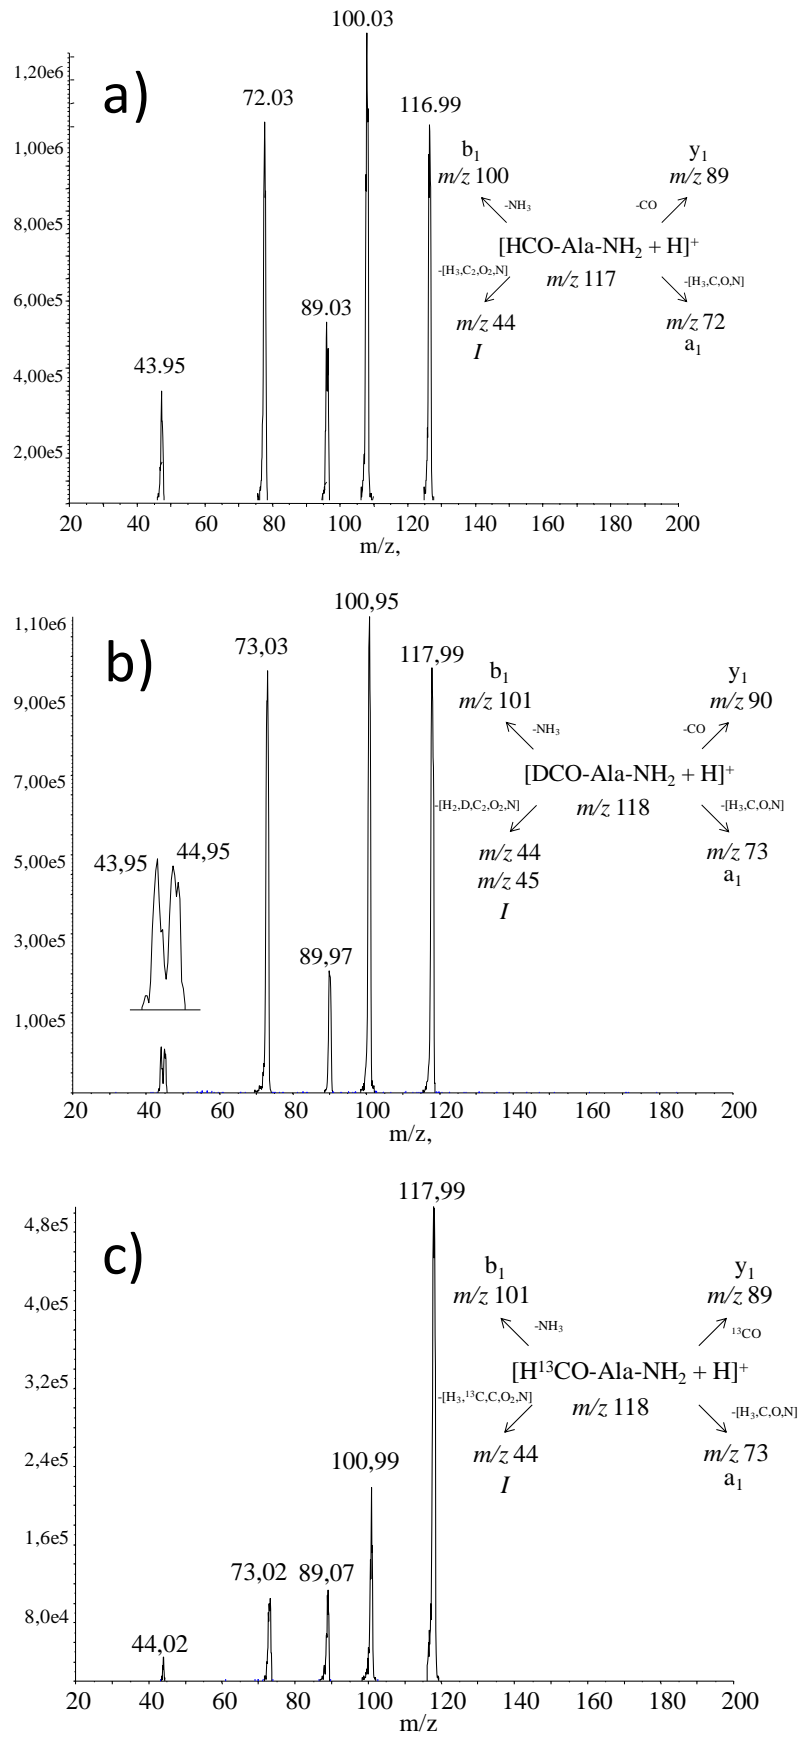 100.03
1,20e6
a)
72.03
116.99
1,00e6
b1
y1
m/z 100
m/z 89
-NH3
-CO
8,00e5
[HCO-Ala-NH2 + H]+
-[H3,C2,O2,N]
m/z 117
-[H3,C,O,N]
6,00e5
89.03
m/z 44
m/z 72
I
a1
43.95
4,00e5
2,00e5
20 40 60 80 100 120 140 160 180 200
m/z,
100,95
1,10e6
b)
73,03
117,99
b1
y1
m/z 101
m/z 90
9,00e5
-NH3
-CO
[DCO-Ala-NH2 + H]+
7,00e5
-[H2,D,C2,O2,N]
m/z 118
-[H3,C,O,N]
5,00e5
43,95
44,95
m/z 44
m/z 73
m/z 45
a1
I
3,00e5
89,97
1,00e5
20 40 60 80 100 120 140 160 180 200
m/z,
117,99
4,8e5
c)
b1
y1
m/z 101
m/z 89
4,0e5
-NH3
13CO
[H13CO-Ala-NH2 + H]+
3,2e5
-[H3,13C,C,O2,N]
m/z 118
-[H3,C,O,N]
2,4e5
100,99
m/z 44
m/z 73
I
a1
1,6e5
73,02
89,07
8,0e4
44,02
20 40 60 80 100 120 140 160 180 200
m/z